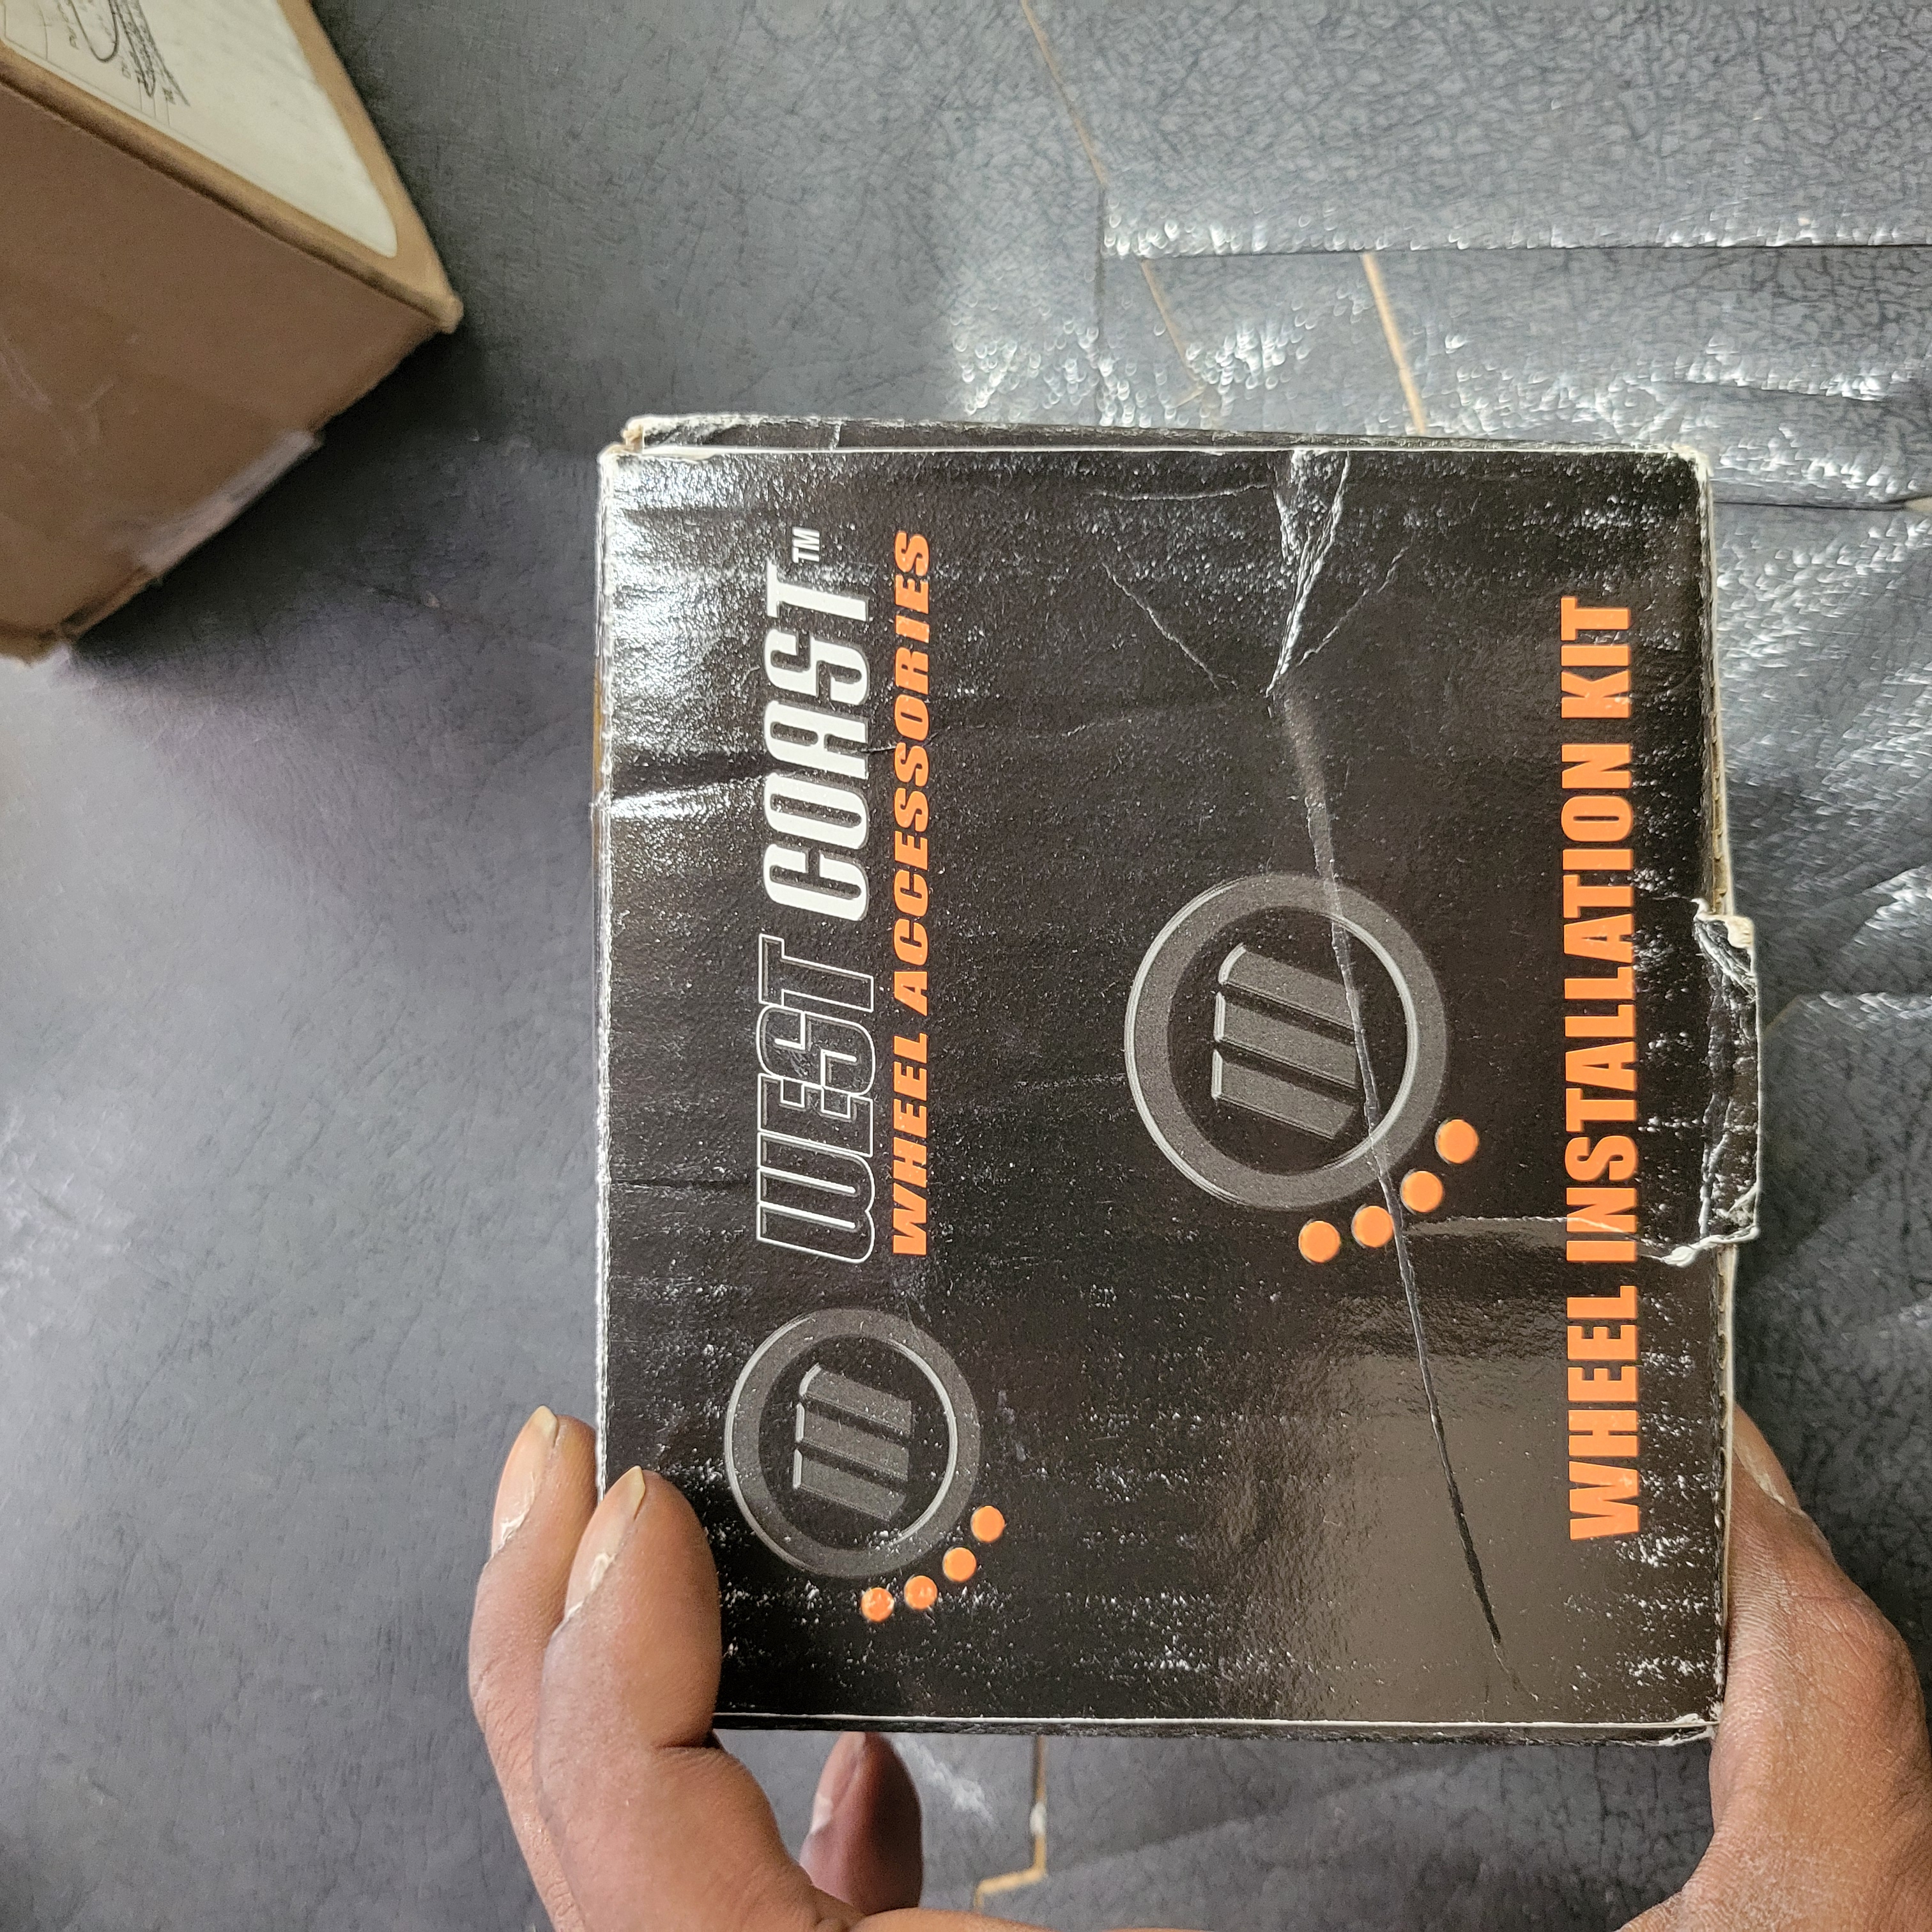 WEST COAST™
WHEEL ACCESSORIES
WHEEL INSTALLATION KIT